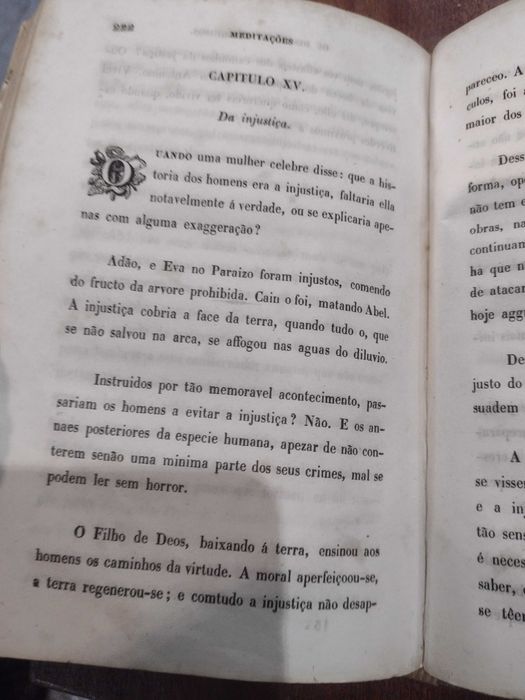 222
MEDITAÇÕES
CAPITULO XV.
Da injustiça.
QUANDO uma mulher celebre disse: que a his-
toria dos homens era a injustiça, faltaria ella
notavelmente á verdade, ou se explicaria ape-
nas com alguma exaggeração?
Adão, e Eva no Paraizo foram injustos, comendo
do fructo da arvore prohibida. Cain o foi, matando Abel.
A injustiça cobria a face da terra, quando tudo o, que
se não salvou na arca, se affogou nas aguas do diluvio.
Instruidos por tão memoravel acontecimento, pas-
sariam os homens a evitar a injustiça? Não. E os an-
naes posteriores da especie humana, apezar de não con-
terem senão uma minima parte dos seus crimes, mal se
podem ler sem horror.
O Filho de Deos, baixando á terra, ensinou aos
homens os caminhos da virtude. A moral aperfeiçoou-se,
a terra regenerou-se; e comtudo a injustiça não desap-
pareceo. A
culos, foi
maior dos
Dess
forma, op
não tem
obras, na
continuam
ha que n
de atacar
hoje agg
De
justo do
suadem
A
se visse
e a in
tão sens
é neces
saber,
se têem